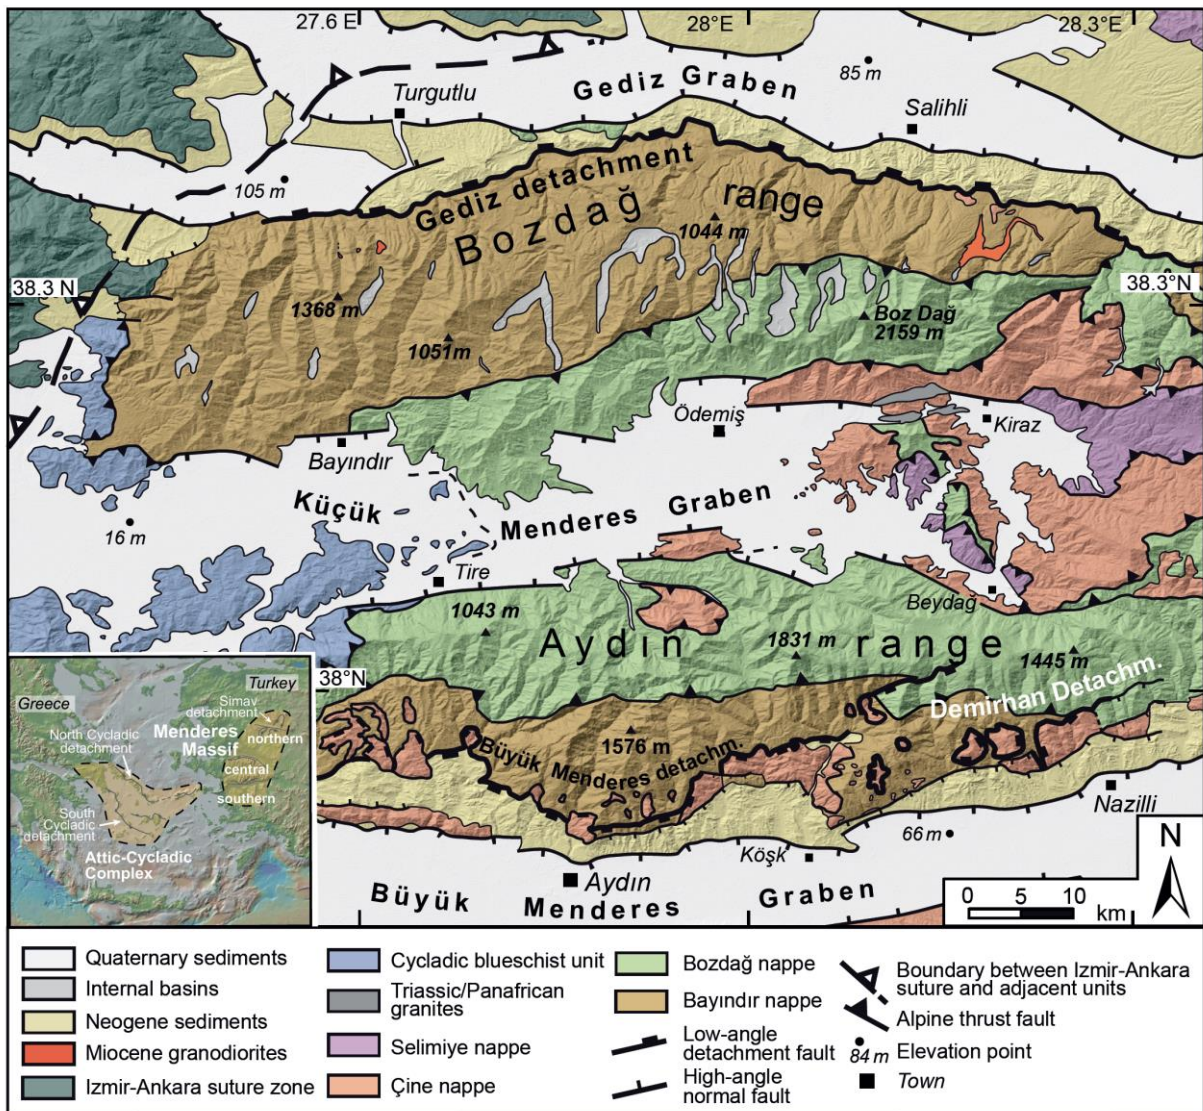 27.6 E
28°E
28.3°E
85 m
Gediz Graben
Turgutlu
Salihli
105 m
Gediz detachment
Bozdağ range
1044 m
38.3 N
38.3°N
1368 m
Boz Dağ
2159 m
1051m
Ödemiş
Kiraz
Bayındır
Küçük Menderes Graben
16 m
Tire
Beydağ
1043 m
Aydın range
1831 m
1445 m
38°N
Demirhan Detachm.
1576 m
Büyük Menderes detachm.
Nazilli
66 m
Köşk
Aydın
Büyük Menderes Graben
N
0 5 10
km
Greece
Turkey
Simav
detachment
North Cycladic
detachment
Menderes
Massif
northern
central
southern
South
Cycladic
detachment
Attic-Cycladic
Complex
Quaternary sediments
Internal basins
Neogene sediments
Miocene granodiorites
Izmir-Ankara suture zone
Cycladic blueschist unit
Triassic/Panafrican
granites
Selimiye nappe
Çine nappe
Bozdağ nappe
Bayındır nappe
Low-angle
detachment fault
High-angle
normal fault
Boundary between Izmir-Ankara
suture and adjacent units
Alpine thrust fault
84 m Elevation point
Town